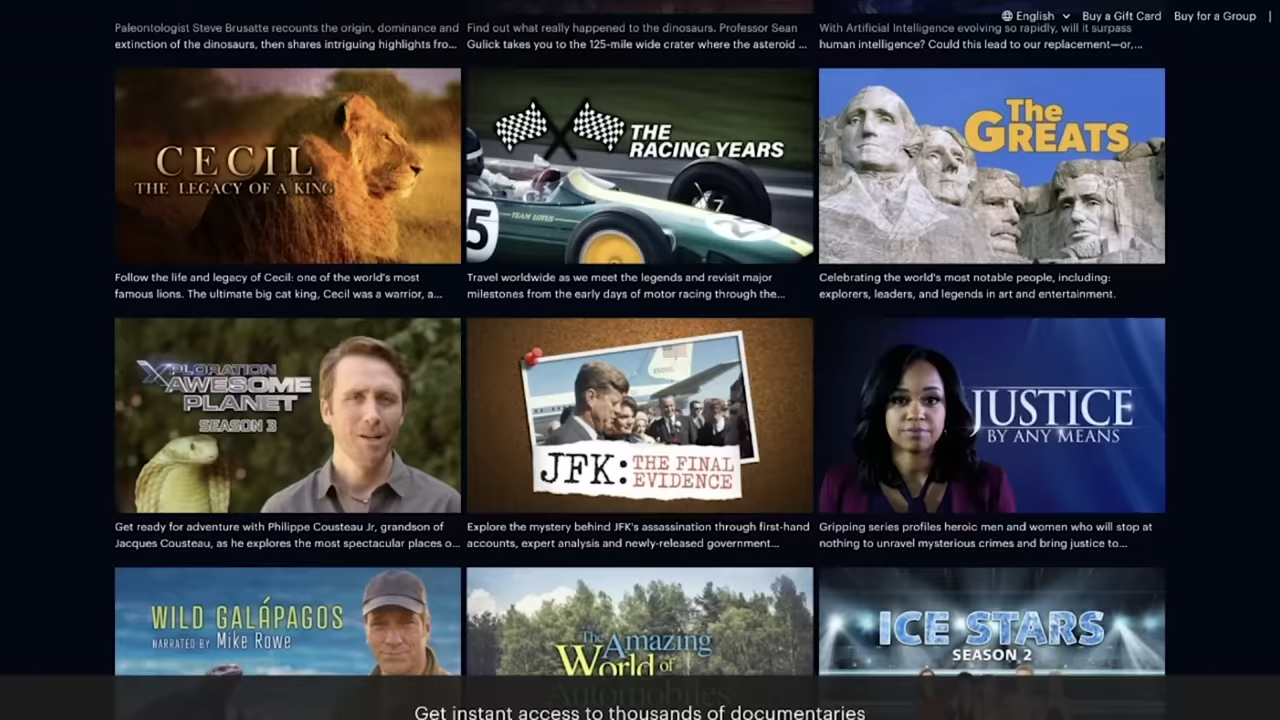 English Buy a Gift Card Buy for a Group |
Paleontologist Steve Brusatte recounts the origin, dominance and
extinction of the dinosaurs, then shares intriguing highlights fro...
Find out what really happened to the dinosaurs. Professor Sean
Gulick takes you to the 125-mile wide crater where the asteroid ...
With Artificial Intelligence evolving so rapidly, will it surpass
human intelligence? Could this lead to our replacement—or,...
CECIL
THE LEGACY OF A KING
THE
RACING YEARS
5
TEAM LOTUS
The
GREATS
Follow the life and legacy of Cecil: one of the world's most
famous lions. The ultimate big cat king, Cecil was a warrior, a...
Travel worldwide as we meet the legends and revisit major
milestones from the early days of motor racing through the...
Celebrating the world's most notable people, including:
explorers, leaders, and legends in art and entertainment.
XPLORATION
AWESOME
PLANET
SEASON 3
JFK: THE FINAL
EVIDENCE
JUSTICE
BY ANY MEANS
Get ready for adventure with Philippe Cousteau Jr, grandson of
Jacques Cousteau, as he explores the most spectacular places o...
Explore the mystery behind JFK's assassination through first-hand
accounts, expert analysis and newly-released government...
Gripping series profiles heroic men and women who will stop at
nothing to unravel mysterious crimes and bring justice to...
WILD GALÁPAGOS
NARRATED BY Mike Rowe
The Amazing
World of
Automobiles
ICE STARS
SEASON 2
Get instant access to thousands of documentaries